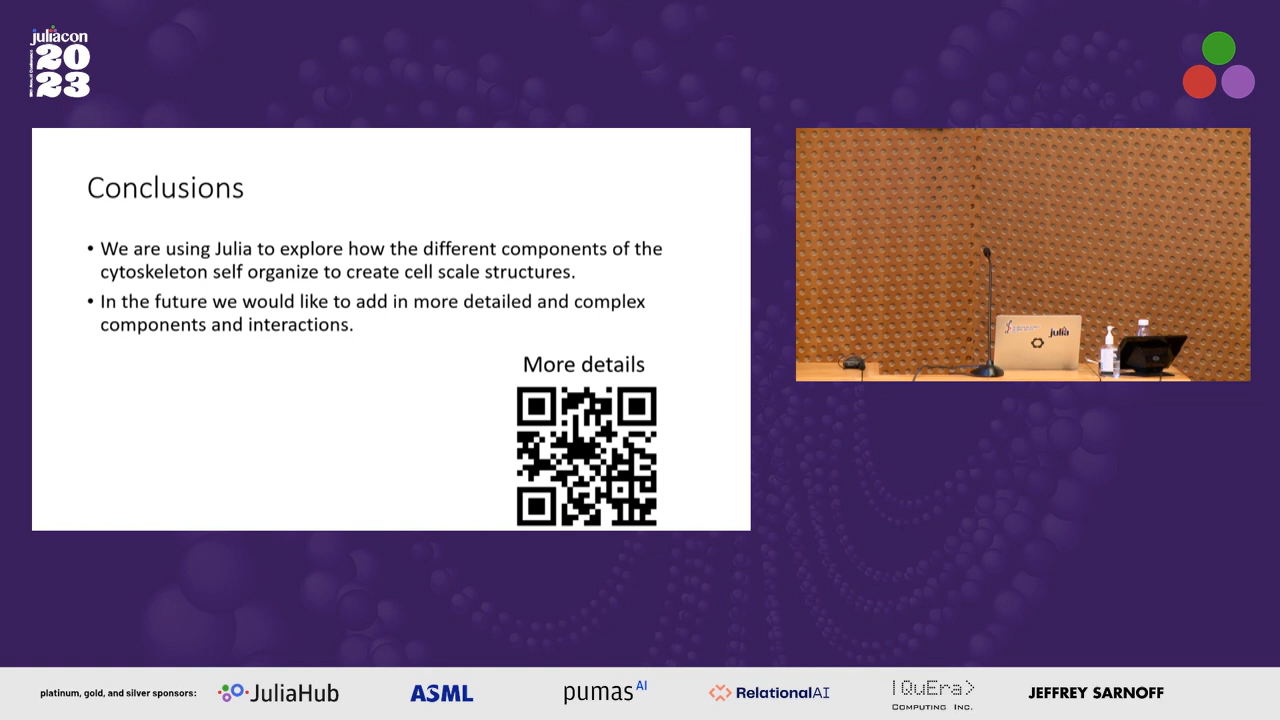 juliacon
20
23
Conclusions
• We are using Julia to explore how the different components of the
cytoskeleton self organize to create cell scale structures.
• In the future we would like to add in more detailed and complex
components and interactions.
More details
julia
platinum, gold, and silver sponsors:
JuliaHub
ASML
pumas AI
RelationalAI
|QuEra>
COMPUTING INC.
JEFFREY SARNOFF